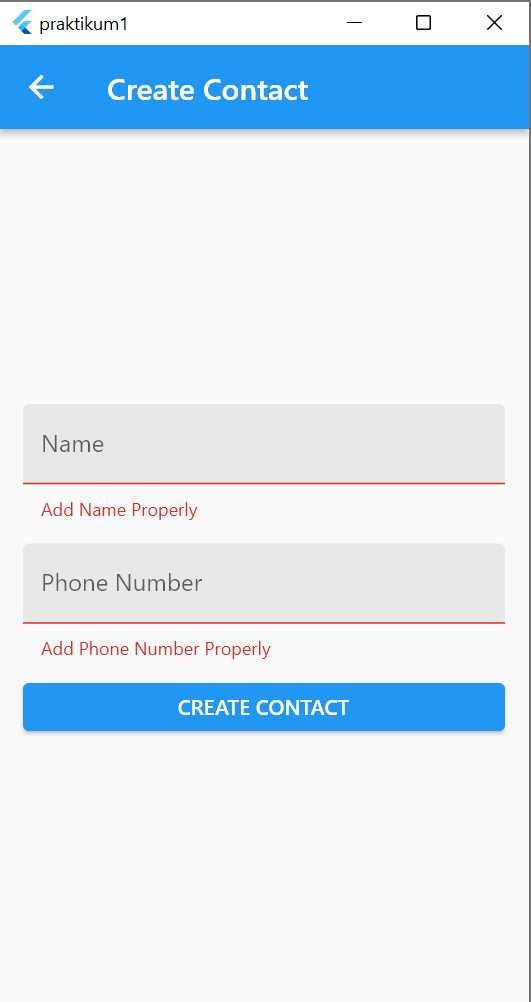 praktikum1
Create Contact
Name
Add Name Properly
Phone Number
Add Phone Number Properly
CREATE CONTACT